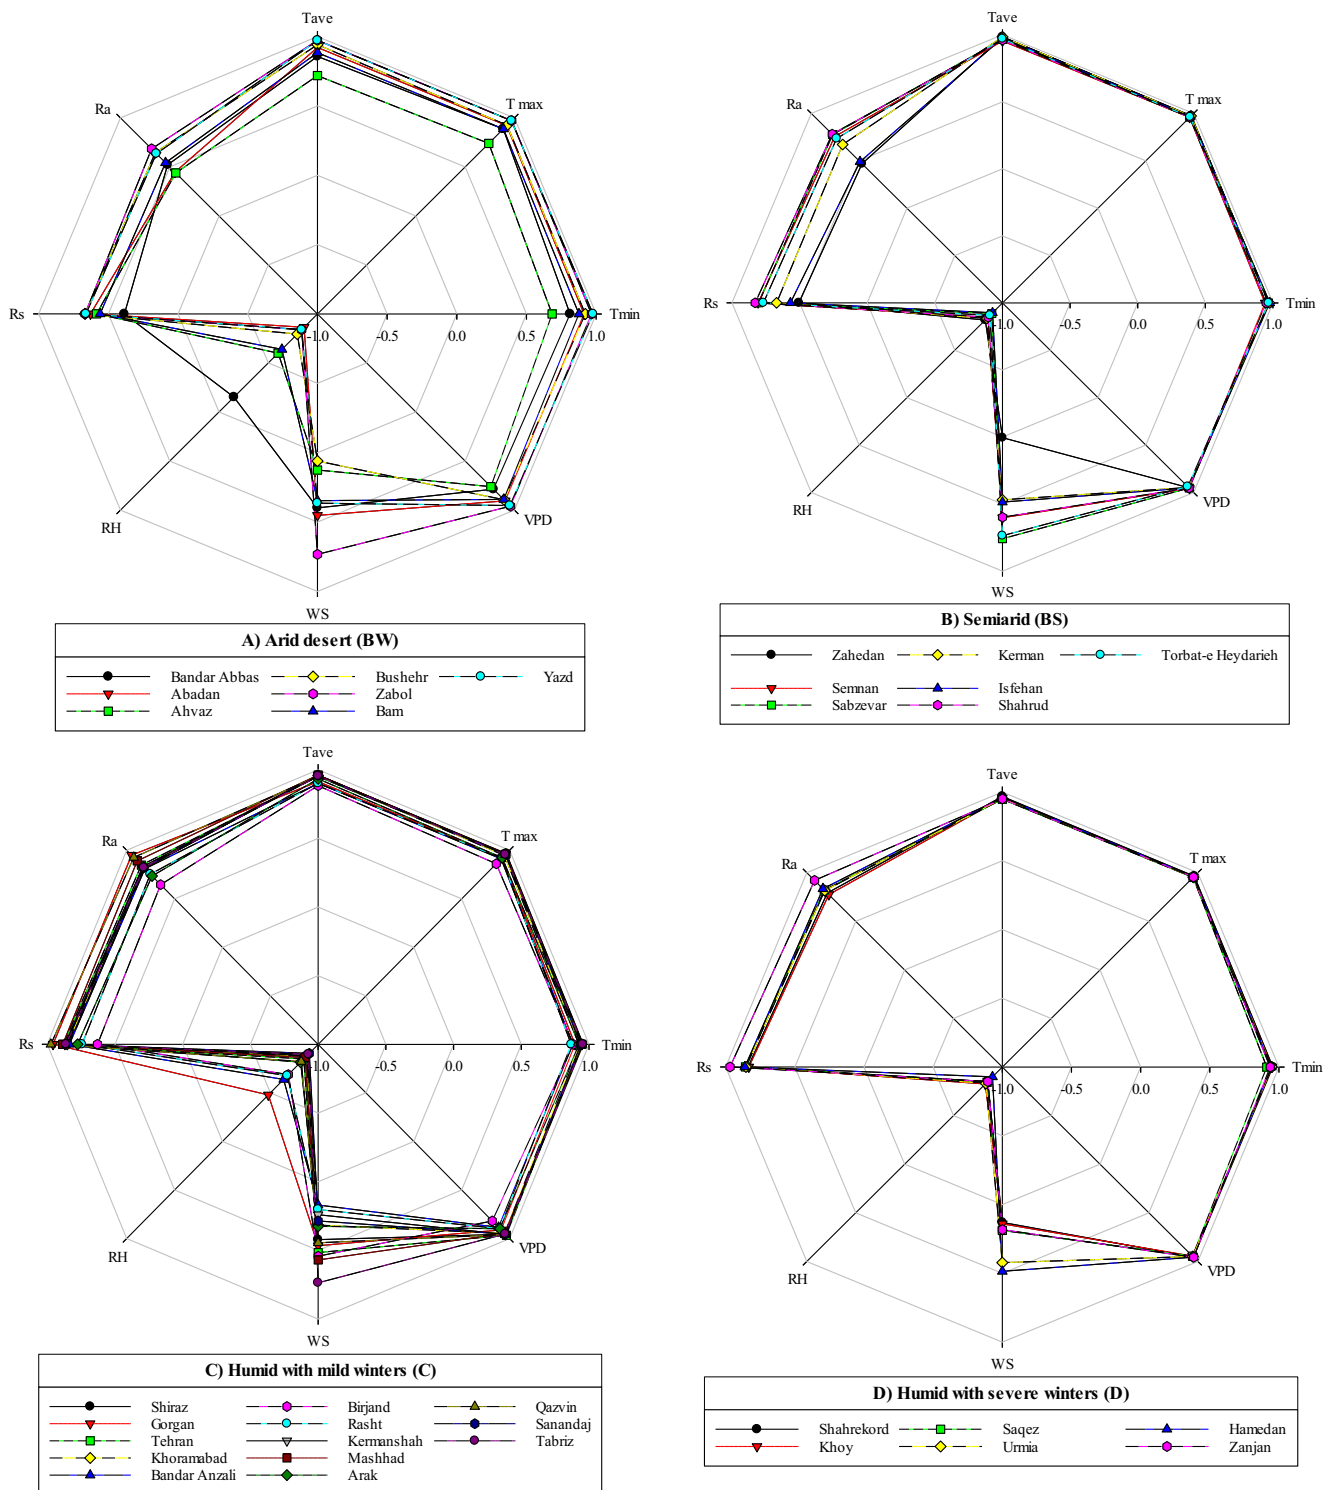 Tave
Ra
T max
Rs
-1.0 -0.5 0.0 0.5 1.0
Tmin
RH
VPD
WS
A) Arid desert (BW)
Bandar Abbas Bushehr Yazd
Abadan Zabol
Ahvaz Bam
Tave
Ra
T max
Rs
-1.0 -0.5 0.0 0.5 1.0
Tmin
RH
VPD
WS
B) Semiarid (BS)
Zahedan Kerman Torbat-e Heydarieh
Semnan Isfehan
Sabzevar Shahrud
Tave
Ra
T max
Rs
-1.0 -0.5 0.0 0.5 1.0
Tmin
RH
VPD
WS
C) Humid with mild winters (C)
Shiraz Birjand Qazvin
Gorgan Rasht Sanandaj
Tehran Kermanshah Tabriz
Khoramabad Mashhad
Bandar Anzali Arak
Tave
Ra
T max
Rs
-1.0 -0.5 0.0 0.5 1.0
Tmin
RH
VPD
WS
D) Humid with severe winters (D)
Shahrekord Saqez Hamedan
Khoy Urmia Zanjan